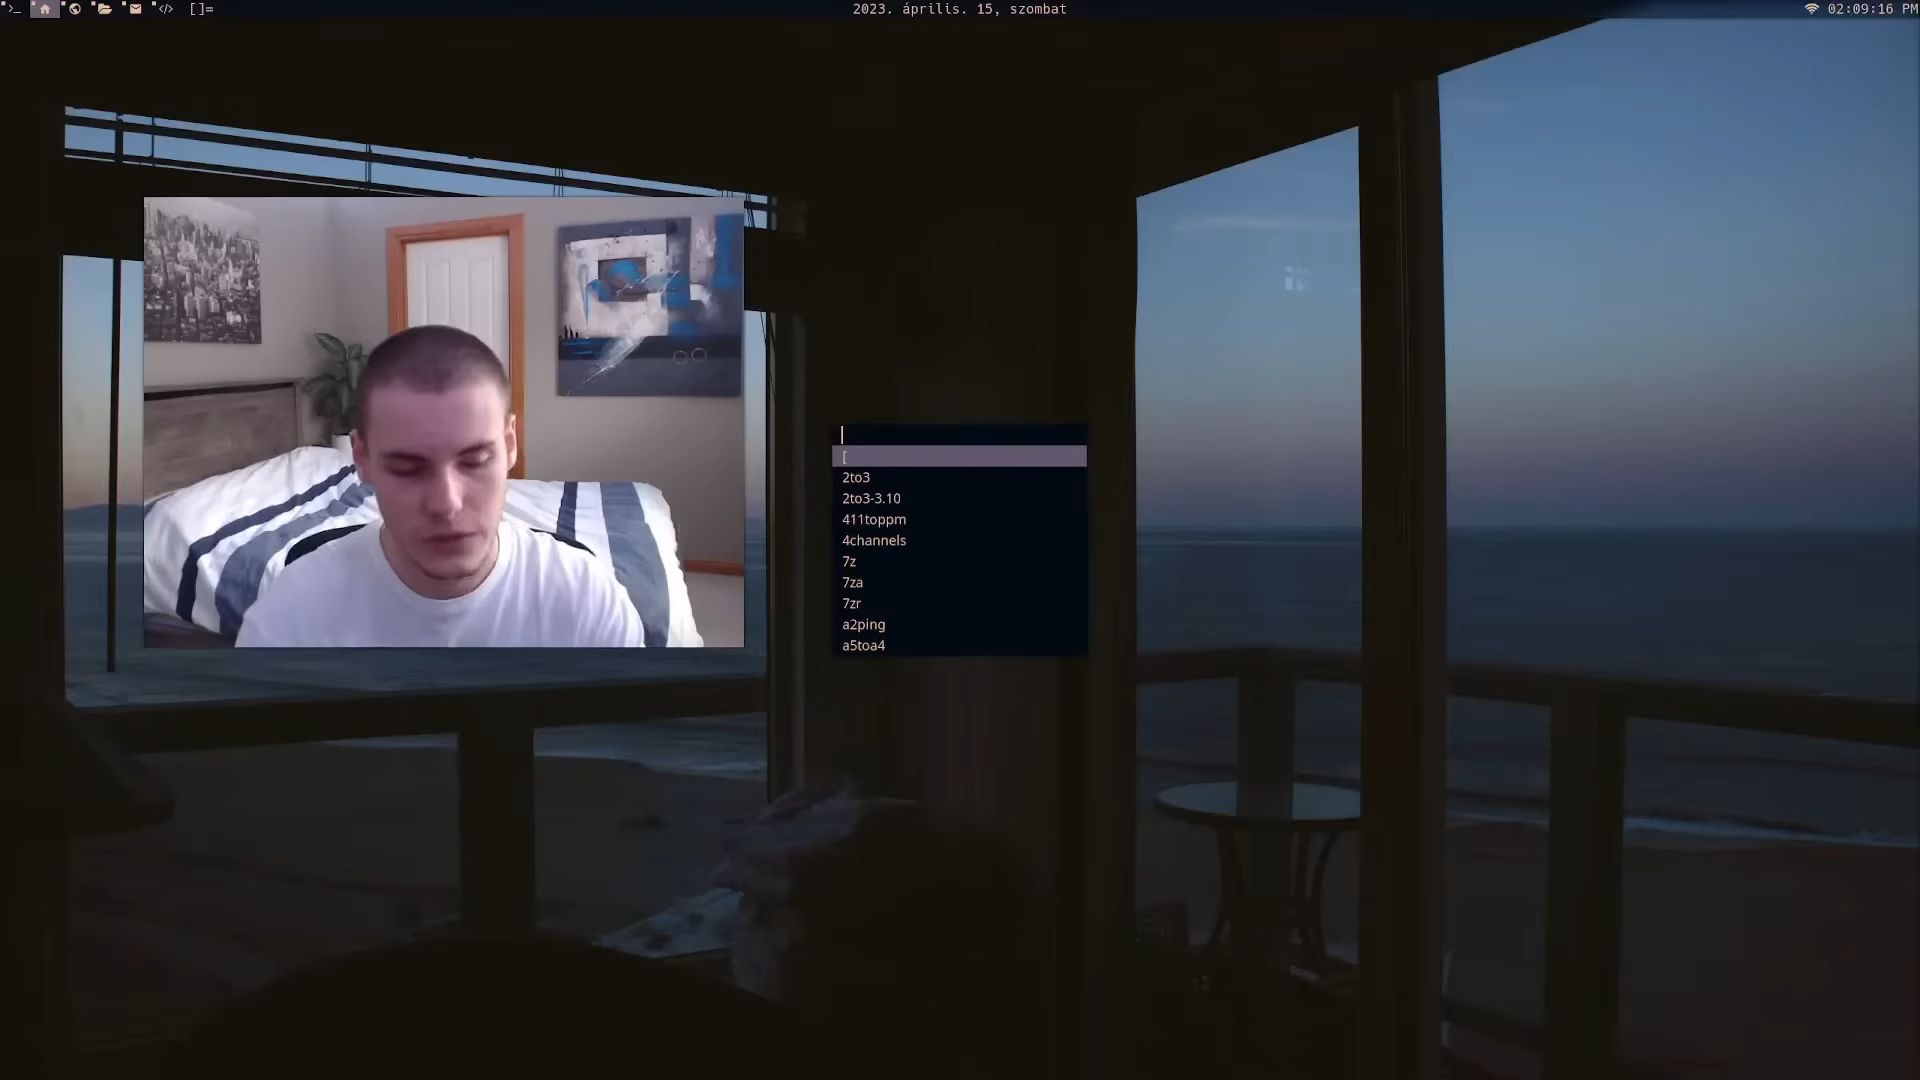 >_ </> []=
2023. április. 15, szombat
02:09:16 PM
[
2to3
2to3-3.10
411toppm
4channels
7z
7za
7zr
a2ping
a5toa4